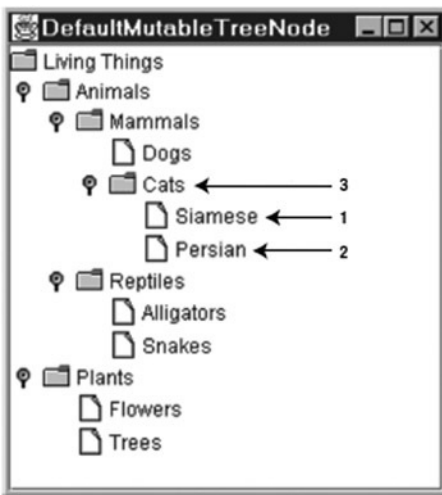 DefaultMutableTreeNode
Living Things
Animals
Mammals
Dogs
Cats 3
Siamese 1
Persian 2
Reptiles
Alligators
Snakes
Plants
Flowers
Trees